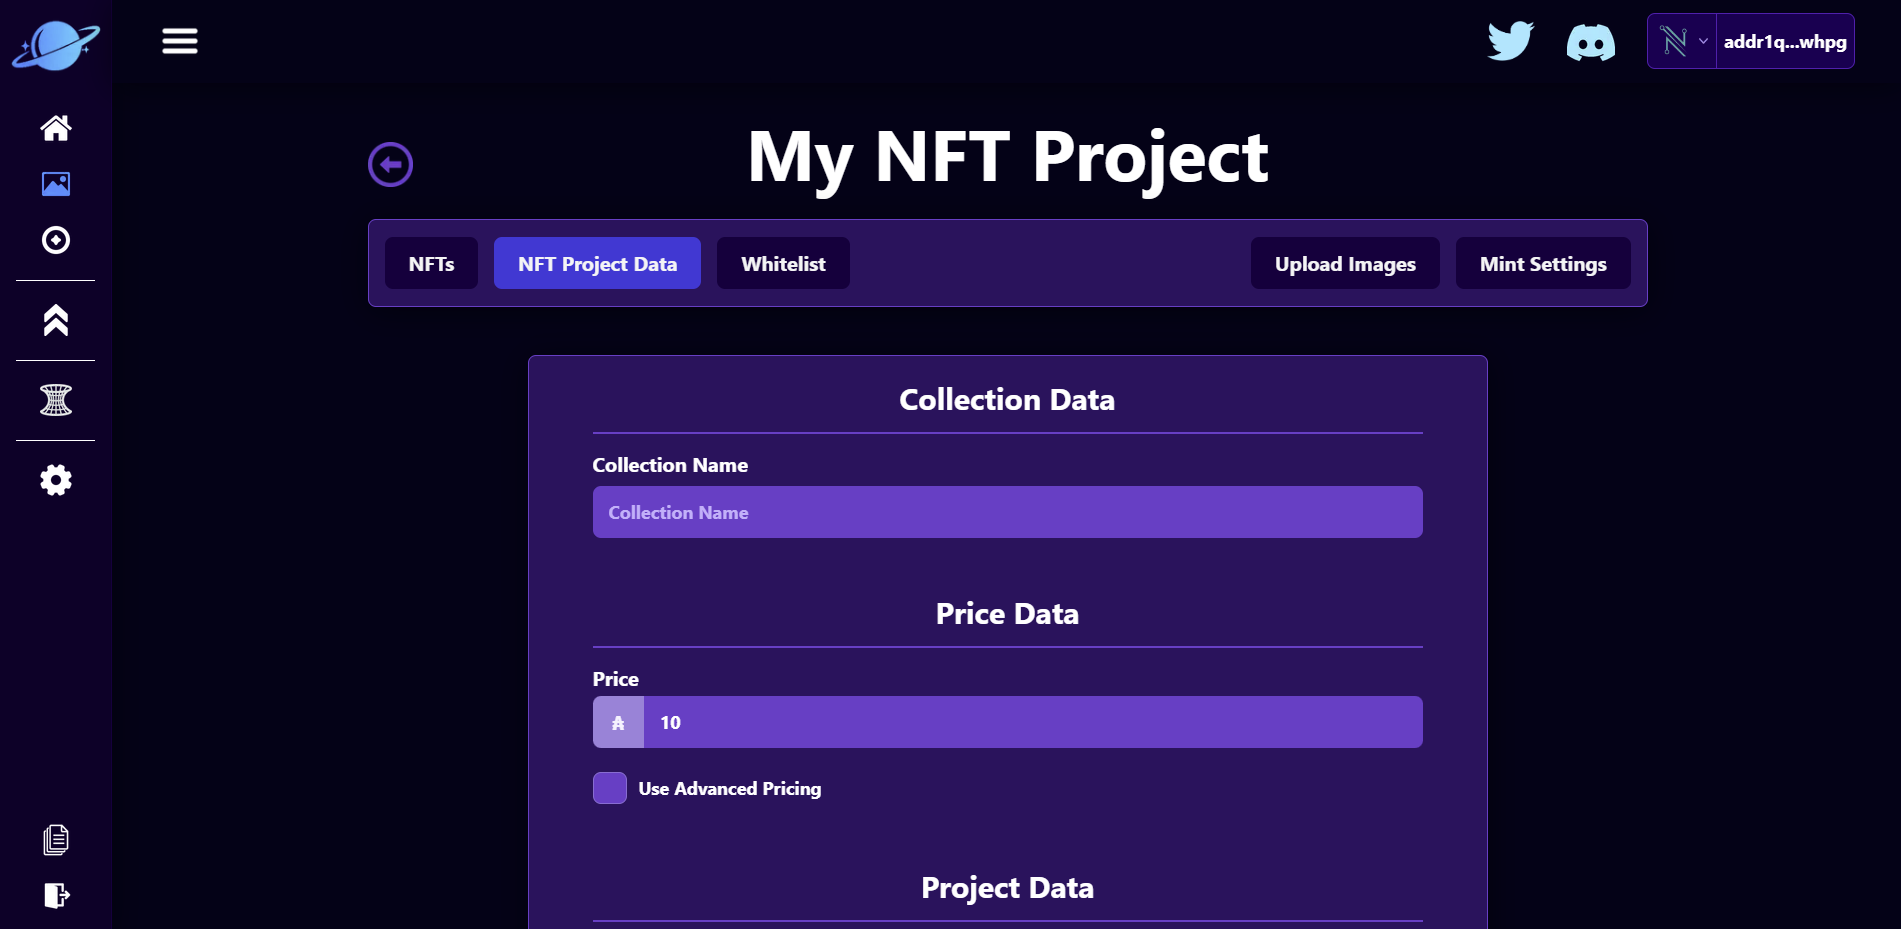 addr1q...whpg
My NFT Project
NFTs
NFT Project Data
Whitelist
Upload Images
Mint Settings
Collection Data
Collection Name
Collection Name
Price Data
Price
₳
10
Use Advanced Pricing
Project Data